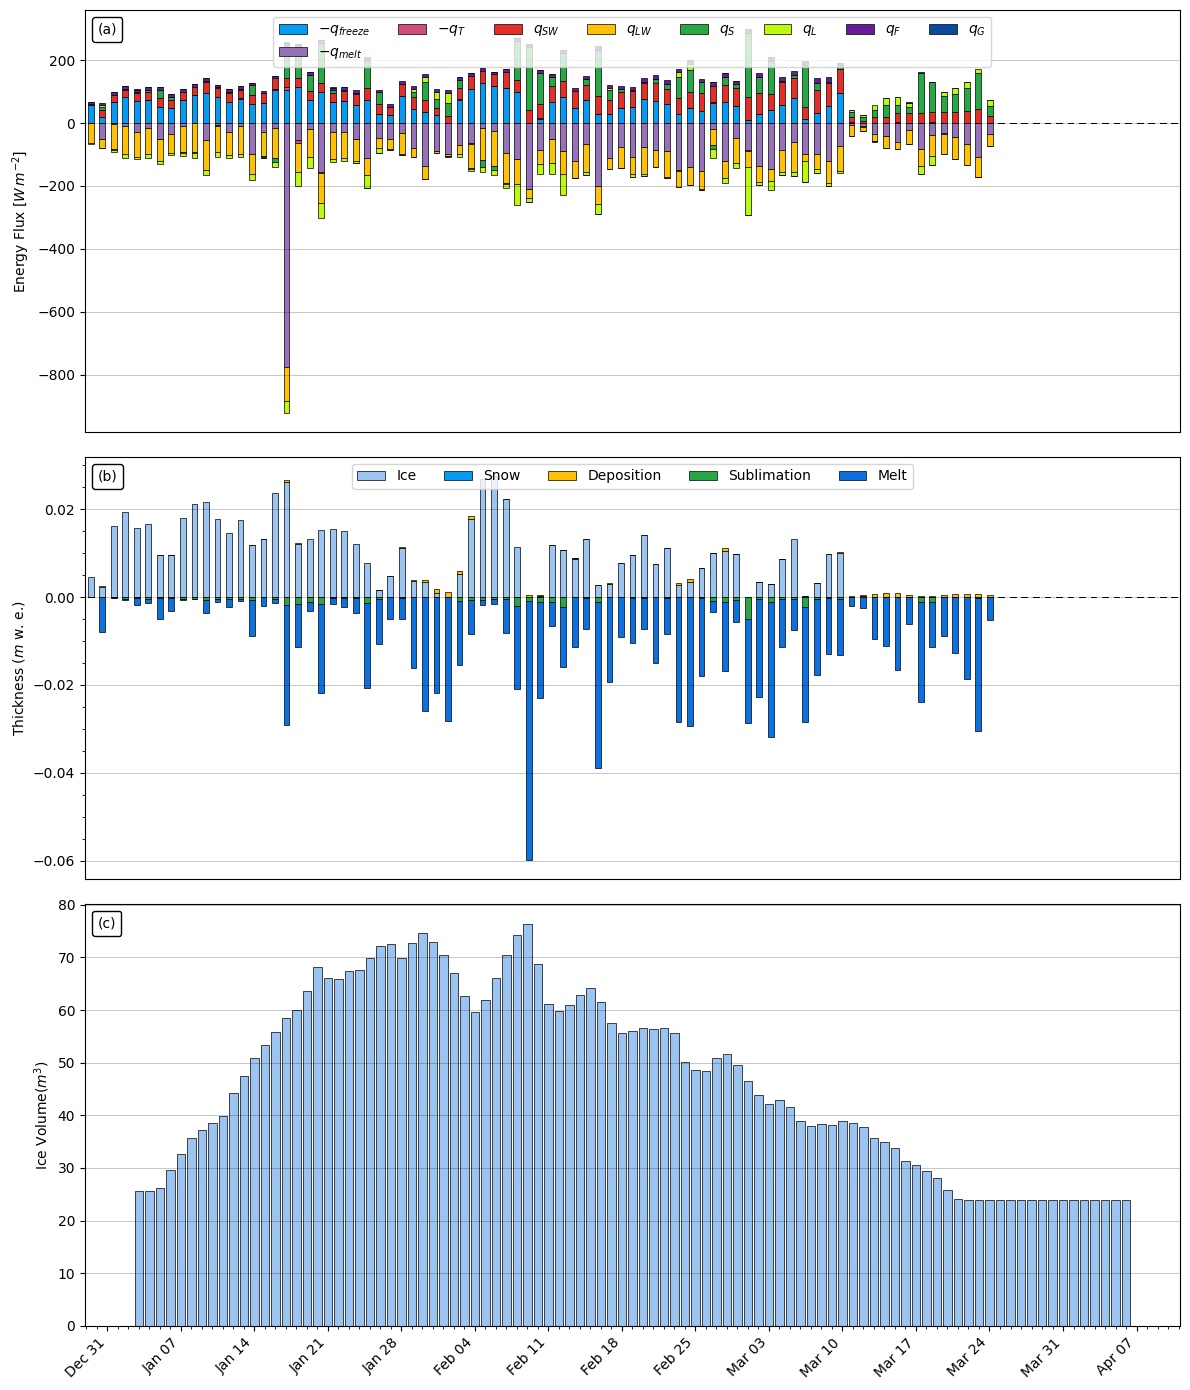 (a)
−q_freeze −q_T q_SW q_LW q_S q_L q_F q_G
−q_melt
200
0
−200
−400
−600
−800
Energy Flux [W m⁻²]
(b)
Ice Snow Deposition Sublimation Melt
0.02
0.00
−0.02
−0.04
−0.06
Thickness (m w. e.)
(c)
80
70
60
50
40
30
20
10
0
Ice Volume(m³)
Dec 31 Jan 07 Jan 14 Jan 21 Jan 28 Feb 04 Feb 11 Feb 18 Feb 25 Mar 03 Mar 10 Mar 17 Mar 24 Mar 31 Apr 07